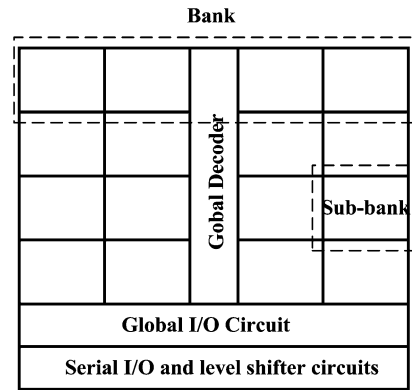 Bank
Gobal Decoder
Sub-bank
Global I/O Circuit
Serial I/O and level shifter circuits